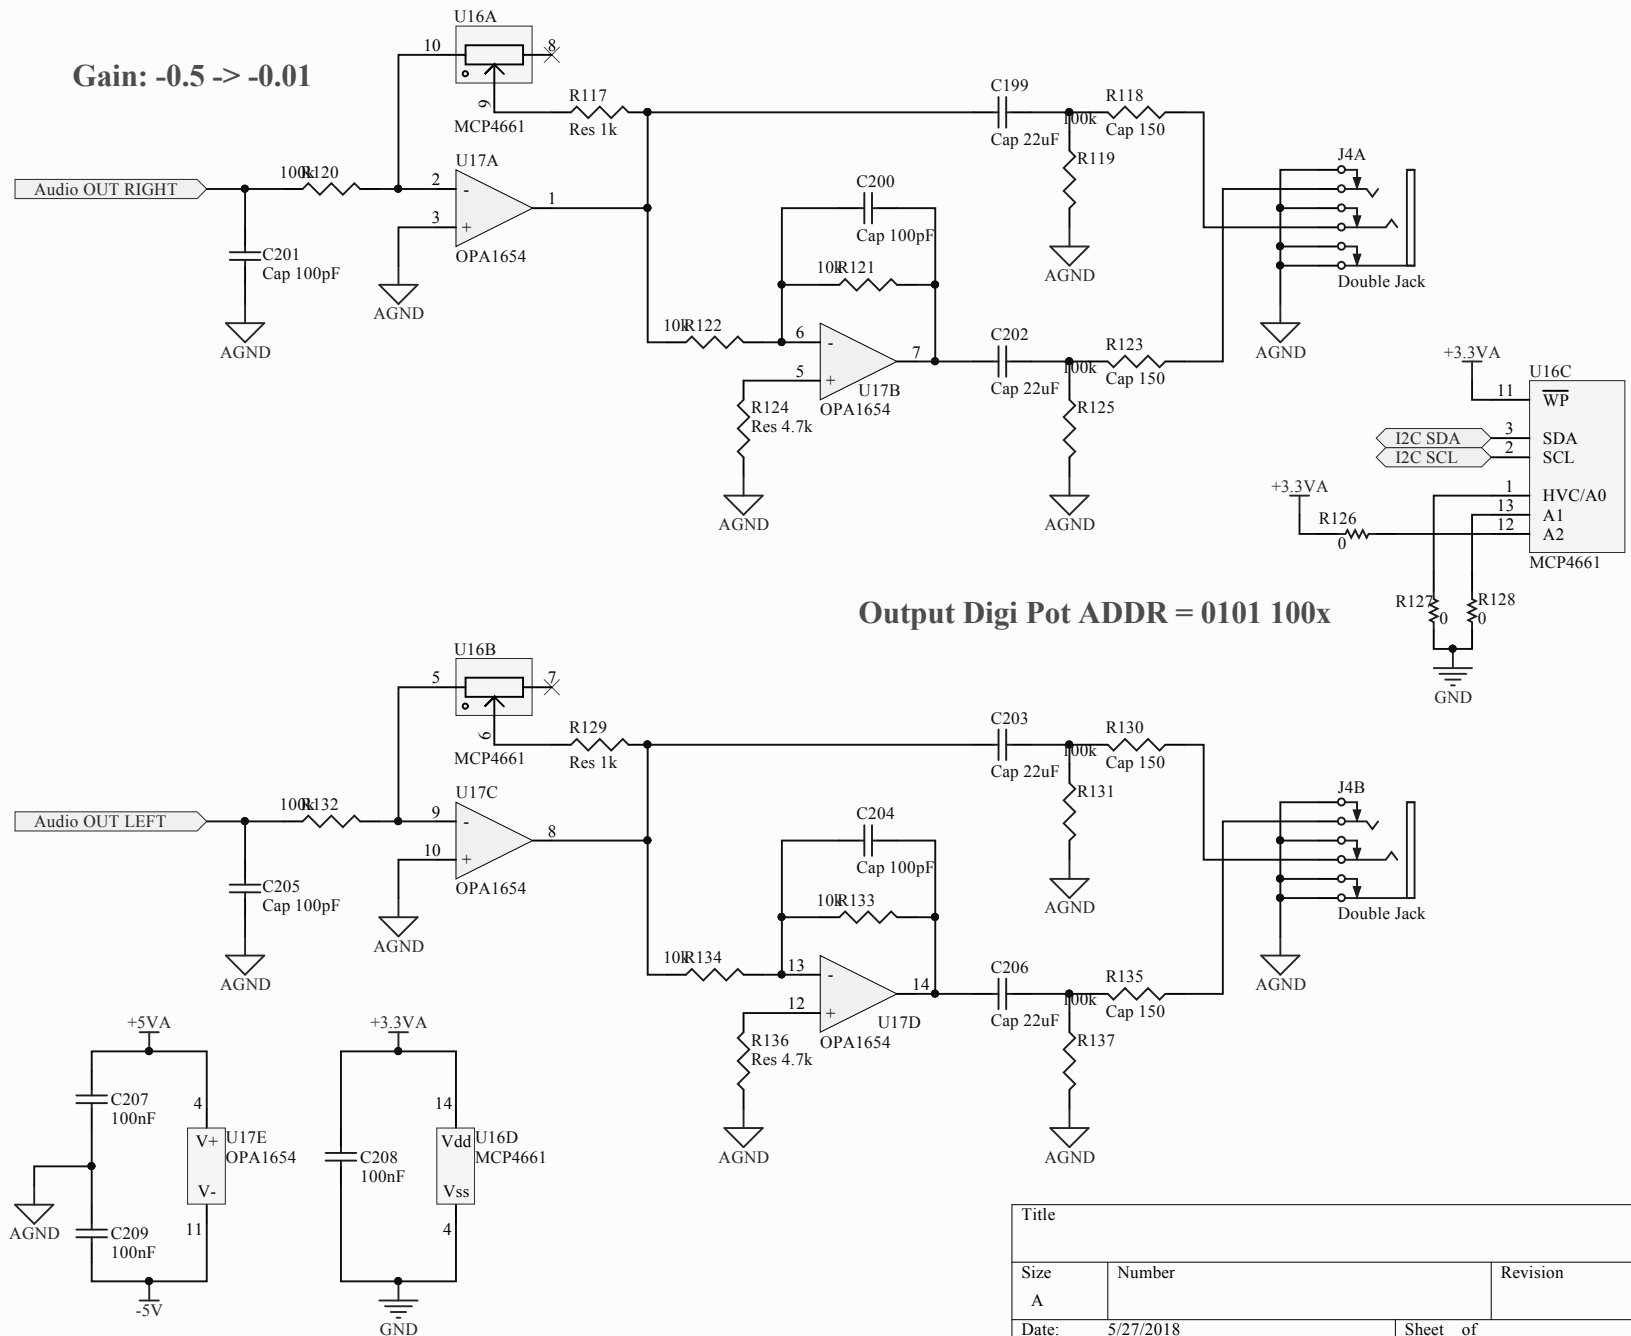 Gain: -0.5 -> -0.01
U16A
10
8
9
MCP4661
R117
Res 1k
C199
Cap 22uF
100k
R118
Cap 150
R119
AGND
J4A
Double Jack
AGND
Audio OUT RIGHT
100k
R120
C201
Cap 100pF
AGND
U17A
2
-
3
+
1
OPA1654
AGND
C200
Cap 100pF
10k
R121
10k
R122
6
-
5
+
7
U17B
OPA1654
R124
Res 4.7k
AGND
C202
Cap 22uF
100k
R123
Cap 150
R125
AGND
+3.3VA
U16C
11
WP
I2C SDA
3
SDA
I2C SCL
2
SCL
1
HVC/A0
13
A1
12
A2
MCP4661
+3.3VA
R126
0
R127
0
R128
0
GND
Output Digi Pot ADDR = 0101 100x
U16B
5
7
6
MCP4661
R129
Res 1k
C203
Cap 22uF
100k
R130
Cap 150
R131
AGND
J4B
Double Jack
AGND
Audio OUT LEFT
100k
R132
C205
Cap 100pF
AGND
U17C
9
-
10
+
8
OPA1654
AGND
C204
Cap 100pF
10k
R133
10k
R134
13
-
12
+
14
U17D
OPA1654
R136
Res 4.7k
AGND
C206
Cap 22uF
100k
R135
Cap 150
R137
AGND
+5VA
C207
100nF
4
V+
U17E
OPA1654
V-
11
AGND
C209
100nF
-5V
+3.3VA
14
Vdd
U16D
MCP4661
Vss
4
C208
100nF
GND
Title
Size
A
Number
Revision
Date:
5/27/2018
Sheet of